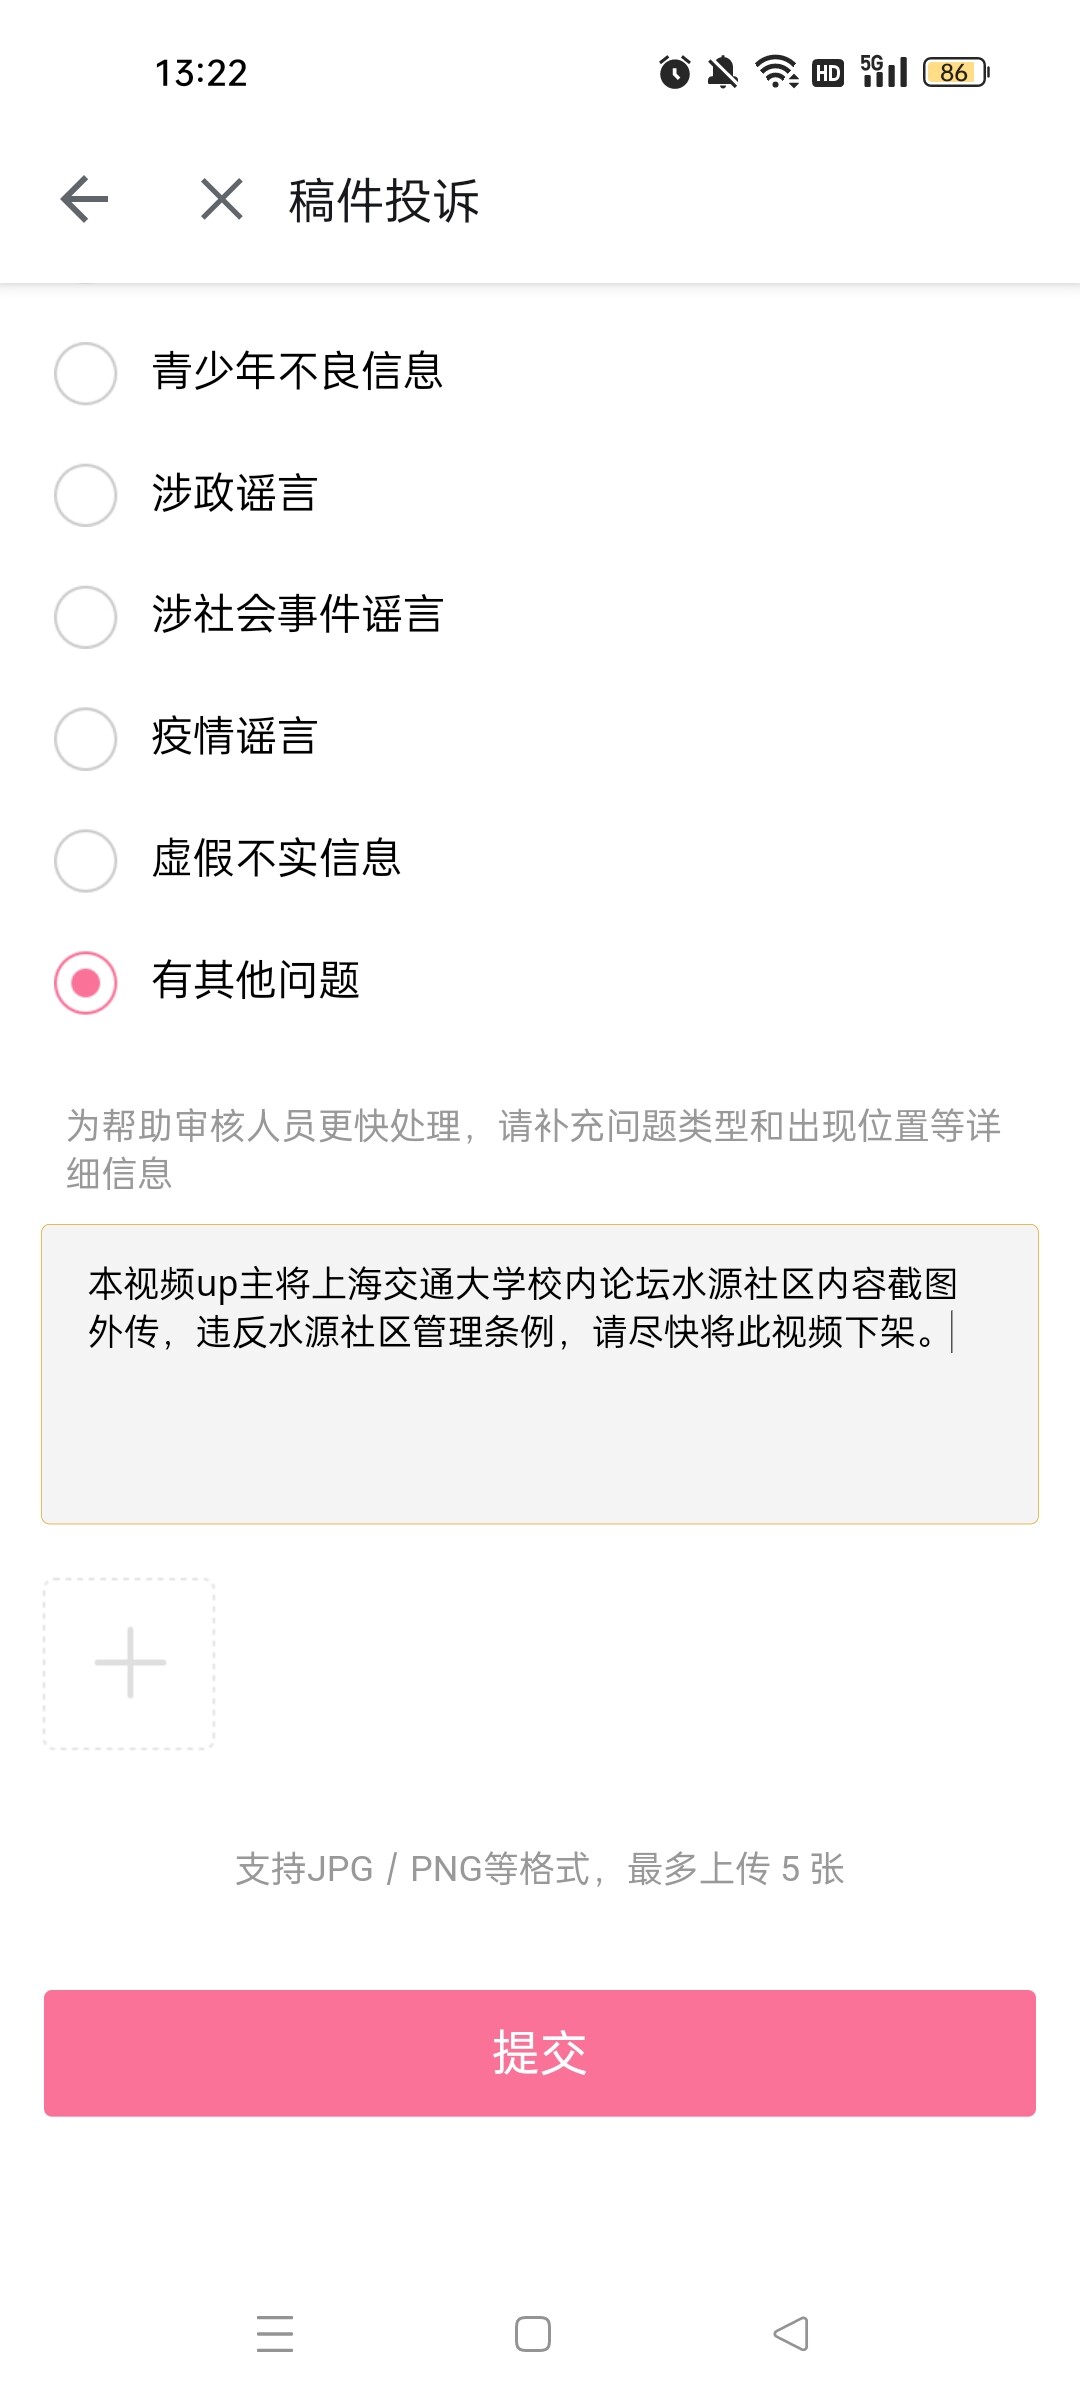 13:22
HD 5G 86
稿件投诉
青少年不良信息
涉政谣言
涉社会事件谣言
疫情谣言
虚假不实信息
有其他问题
为帮助审核人员更快处理，请补充问题类型和出现位置等详
细信息
本视频up主将上海交通大学校内论坛水源社区内容截图
外传，违反水源社区管理条例，请尽快将此视频下架。
支持JPG / PNG等格式，最多上传 5 张
提交